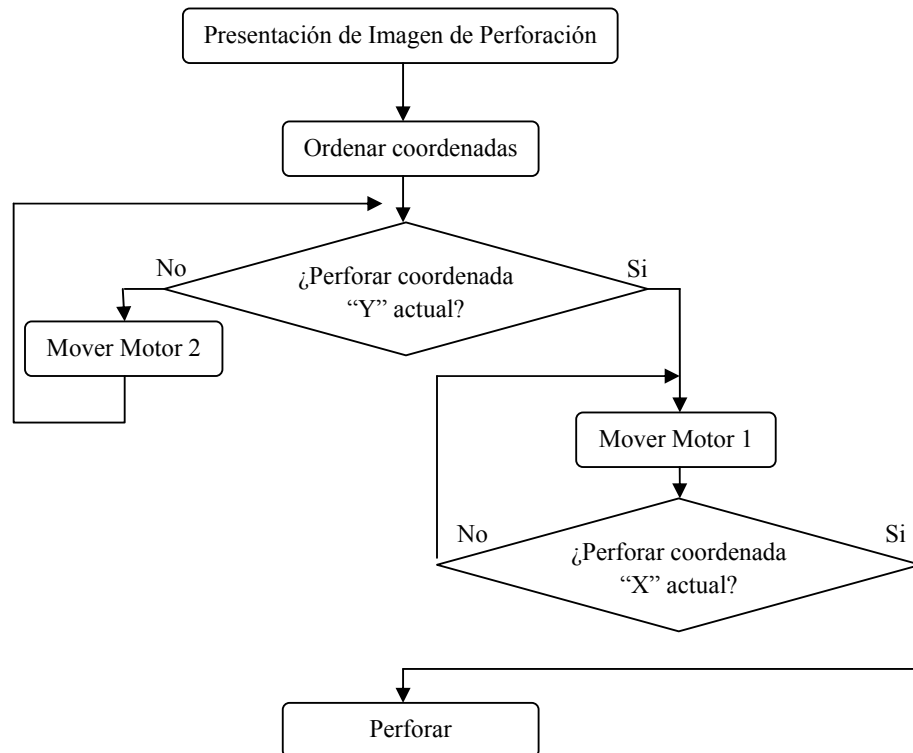 Presentación de Imagen de Perforación
Ordenar coordenadas
No
¿Perforar coordenada
“Y” actual?
Si
Mover Motor 2
Mover Motor 1
No
¿Perforar coordenada
“X” actual?
Si
Perforar